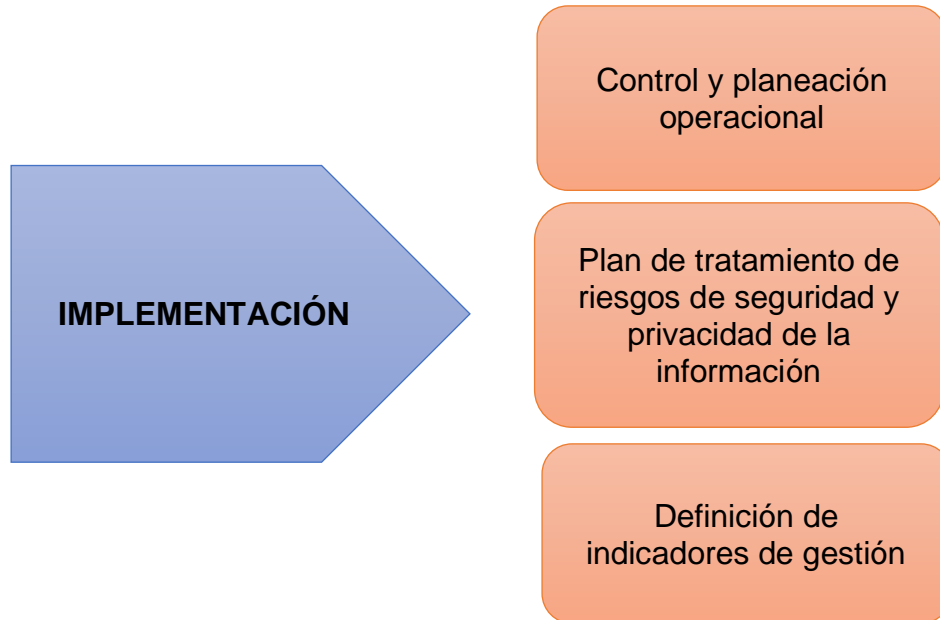 IMPLEMENTACIÓN
Control y planeación
operacional
Plan de tratamiento de
riesgos de seguridad y
privacidad de la
información
Definición de
indicadores de gestión